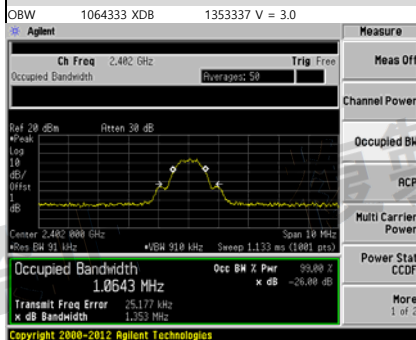 OBW 1064333 XDB 1353337 V = 3.0
Agilent
Measure
Ch Freq 2.402 GHz Trig Free
Occupied Bandwidth Averages: 50
Meas Off
Channel Power
Occupied BW
ACP
Multi Carrier
Power
Power Stat
CCDF
More
1 of 2
Ref 20 dBm Atten 30 dB
#Peak
Log
10
dB/
Offst
1
dB
Center 2.402 000 GHz Span 10 MHz
#Res BW 91 kHz #VBW 910 kHz Sweep 1.133 ms (1001 pts)
Occupied Bandwidth Occ BW % Pwr 99.00 %
1.0643 MHz x dB -26.00 dB
Transmit Freq Error 25.177 kHz
x dB Bandwidth 1.353 MHz
Copyright 2000-2012 Agilent Technologies